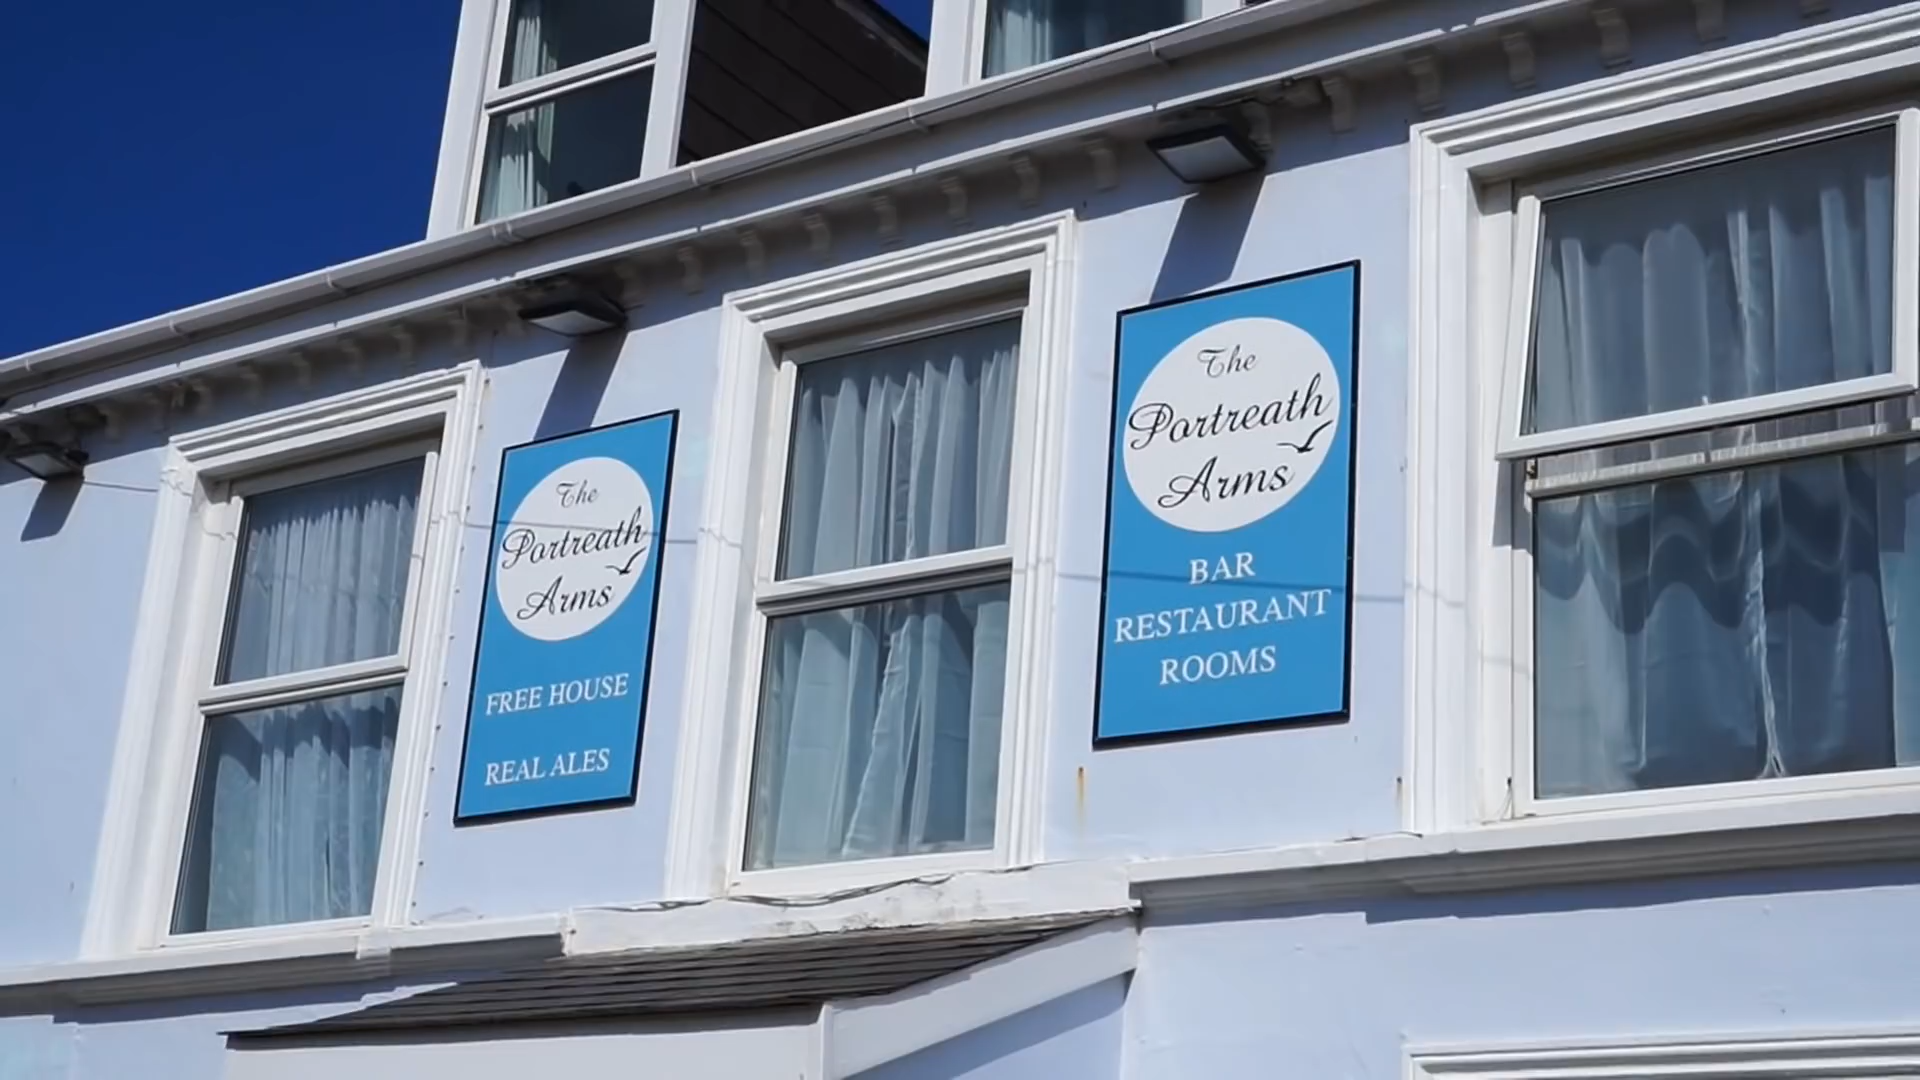 The
Portreath
Arms
FREE HOUSE
REAL ALES
The
Portreath
Arms
BAR
RESTAURANT
ROOMS